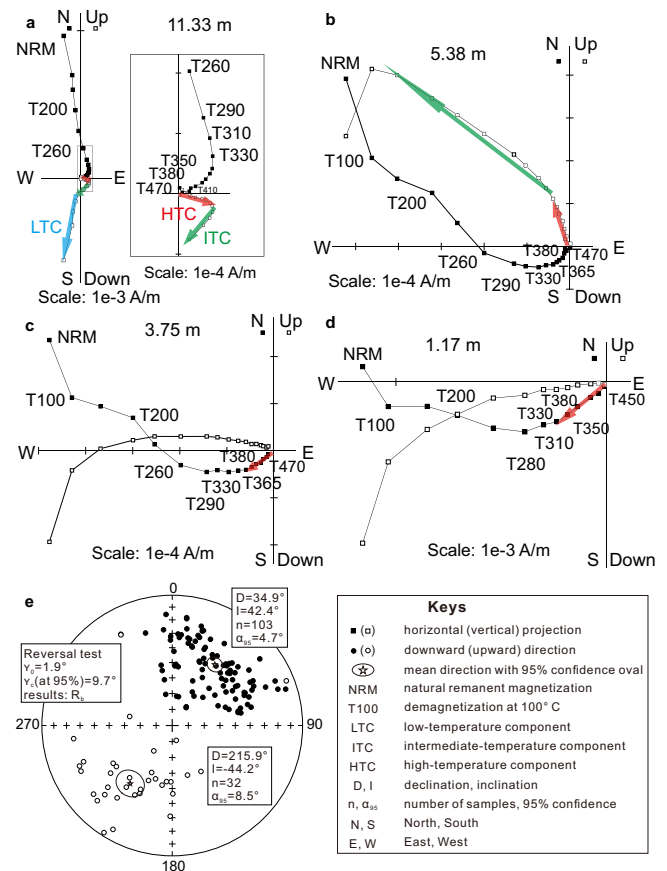 a
N
Up
11.33 m
NRM
T200
T260
W
E
LTC
S
Down
Scale: 1e-3 A/m
T260
T290
T310
T330
T350
T380
T470
T410
HTC
ITC
Scale: 1e-4 A/m
b
5.38 m
N
Up
NRM
T100
T200
W
E
T260
T290
T380
T330
T470
T365
S
Down
Scale: 1e-4 A/m
c
3.75 m
N
Up
NRM
T100
T200
W
E
T260
T290
T330
T380
T365
T470
Scale: 1e-4 A/m
S
Down
d
1.17 m
N
Up
NRM
W
E
T100
T200
T280
T310
T330
T380
T350
T450
Scale: 1e-3 A/m
S
Down
e
0
90
180
270
D=34.9°
I=42.4°
n=103
α95=4.7°
Reversal test
γ0=1.9°
γc(at 95%)=9.7°
results: Rb
D=215.9°
I=-44.2°
n=32
α95=8.5°
Keys
■ (□) horizontal (vertical) projection
● (○) downward (upward) direction
mean direction with 95% confidence oval
NRM natural remanent magnetization
T100 demagnetization at 100° C
LTC low-temperature component
ITC intermediate-temperature component
HTC high-temperature component
D, I declination, inclination
n, α95 number of samples, 95% confidence
N, S North, South
E, W East, West